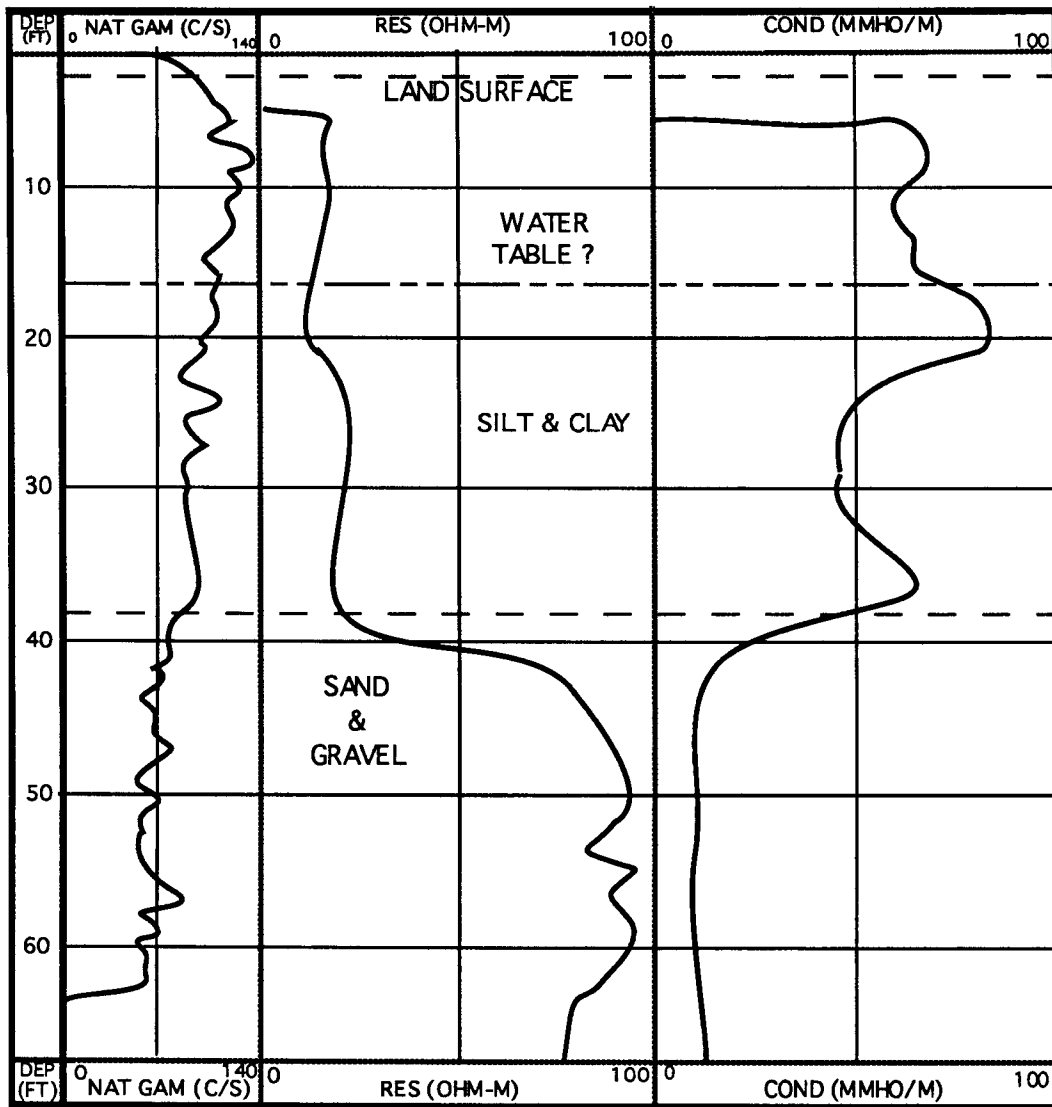 DEP (FT) 0 NAT GAM (C/S) 140 0 RES (OHM-M) 100 0 COND (MMHO/M) 100
LAND SURFACE
10
WATER
TABLE ?
20
SILT & CLAY
30
40
SAND
&
GRAVEL
50
60
DEP (FT) 0 NAT GAM (C/S) 140 0 RES (OHM-M) 100 0 COND (MMHO/M) 100